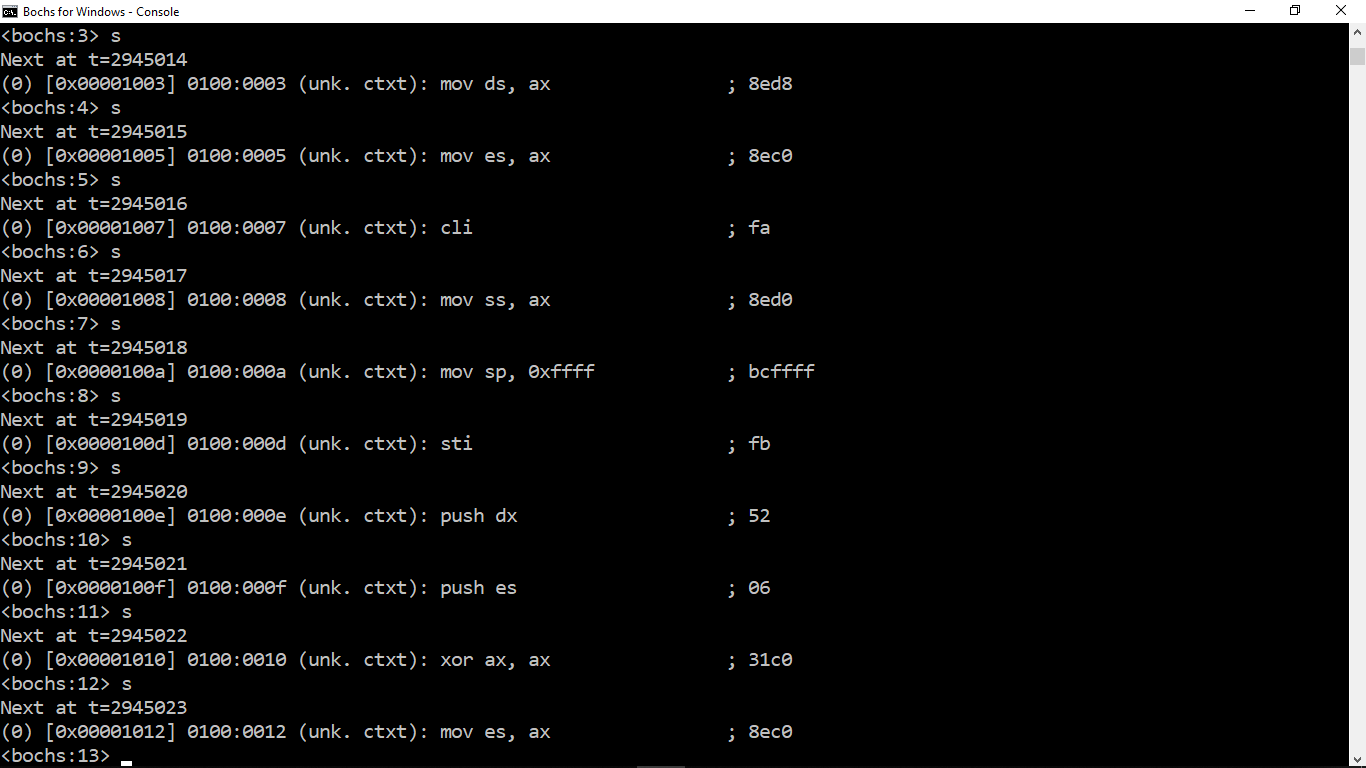 Bochs for Windows - Console
<bochs:3> s
Next at t=2945014
(0) [0x00001003] 0100:0003 (unk. ctxt): mov ds, ax                ; 8ed8
<bochs:4> s
Next at t=2945015
(0) [0x00001005] 0100:0005 (unk. ctxt): mov es, ax                ; 8ec0
<bochs:5> s
Next at t=2945016
(0) [0x00001007] 0100:0007 (unk. ctxt): cli                       ; fa
<bochs:6> s
Next at t=2945017
(0) [0x00001008] 0100:0008 (unk. ctxt): mov ss, ax                ; 8ed0
<bochs:7> s
Next at t=2945018
(0) [0x0000100a] 0100:000a (unk. ctxt): mov sp, 0xffff            ; bcffff
<bochs:8> s
Next at t=2945019
(0) [0x0000100d] 0100:000d (unk. ctxt): sti                       ; fb
<bochs:9> s
Next at t=2945020
(0) [0x0000100e] 0100:000e (unk. ctxt): push dx                   ; 52
<bochs:10> s
Next at t=2945021
(0) [0x0000100f] 0100:000f (unk. ctxt): push es                   ; 06
<bochs:11> s
Next at t=2945022
(0) [0x00001010] 0100:0010 (unk. ctxt): xor ax, ax                ; 31c0
<bochs:12> s
Next at t=2945023
(0) [0x00001012] 0100:0012 (unk. ctxt): mov es, ax                ; 8ec0
<bochs:13>